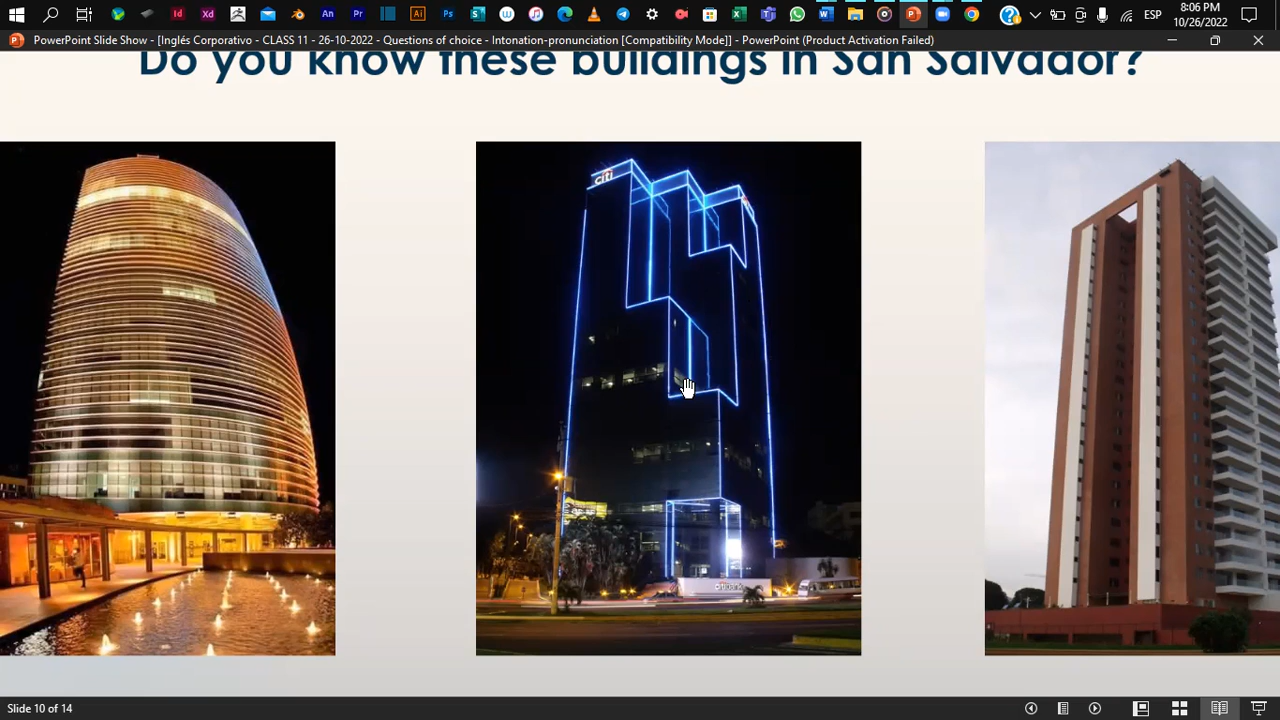 8:06 PM
ESP
10/26/2022
PowerPoint Slide Show - [Inglés Corporativo - CLASS 11 - 26-10-2022 - Questions of choice - Intonation-pronunciation [Compatibility Mode]] - PowerPoint (Product Activation Failed)
Do you know these buildings in San Salvador?
citi
citibank
Slide 10 of 14